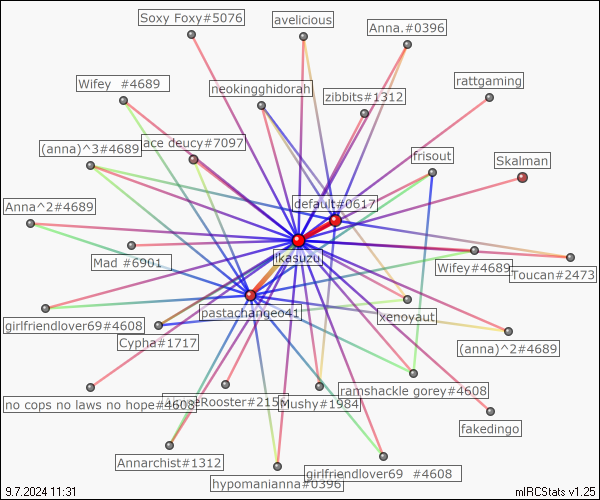 Soxy Foxy#5076
avelicious
Anna.#0396
Wifey  #4689
neokingghidorah
rattgaming
zibbits#1312
(anna)^3#4689
ace deucy#7097
frisout
Skalman
Anna^2#4689
default#0617
ikasuzu
Mad #6901
Wifey#4689
Toucan#2473
pastachangeo41
girlfriendlover69#4608
xenoyaut
Cypha#1717
(anna)^2#4689
ramshackle gorey#4608
no cops no laws no hope#4608
Mushy#1984
fakedingo
Annarchist#1312
girlfriendlover69  #4608
hypomanianna#0396
9.7.2024 11:31
mIRCStats v1.25